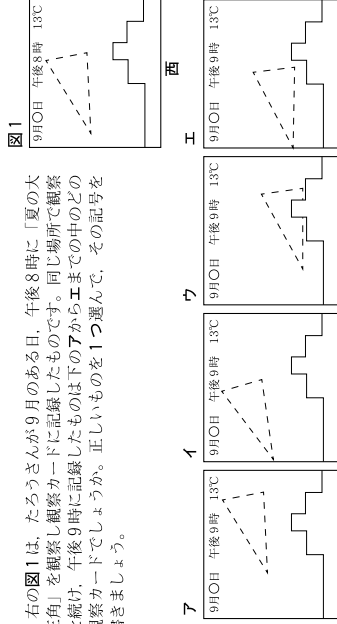 右の図1は，たろうさんが9月のある日，午後8時に「夏の大
三角」を観察し観察カードに記録したものです。同じ場所で観察
を続け，午後9時に記録したものは下のアからエまでの中のどの
観察カードでしょうか。正しいものを1つ選んで，その記号を
書きましょう。
図1
9月〇日 午後8時 13℃
西
ア
9月〇日 午後9時 13℃
イ
9月〇日 午後9時 13℃
ウ
9月〇日 午後9時 13℃
エ
9月〇日 午後9時 13℃